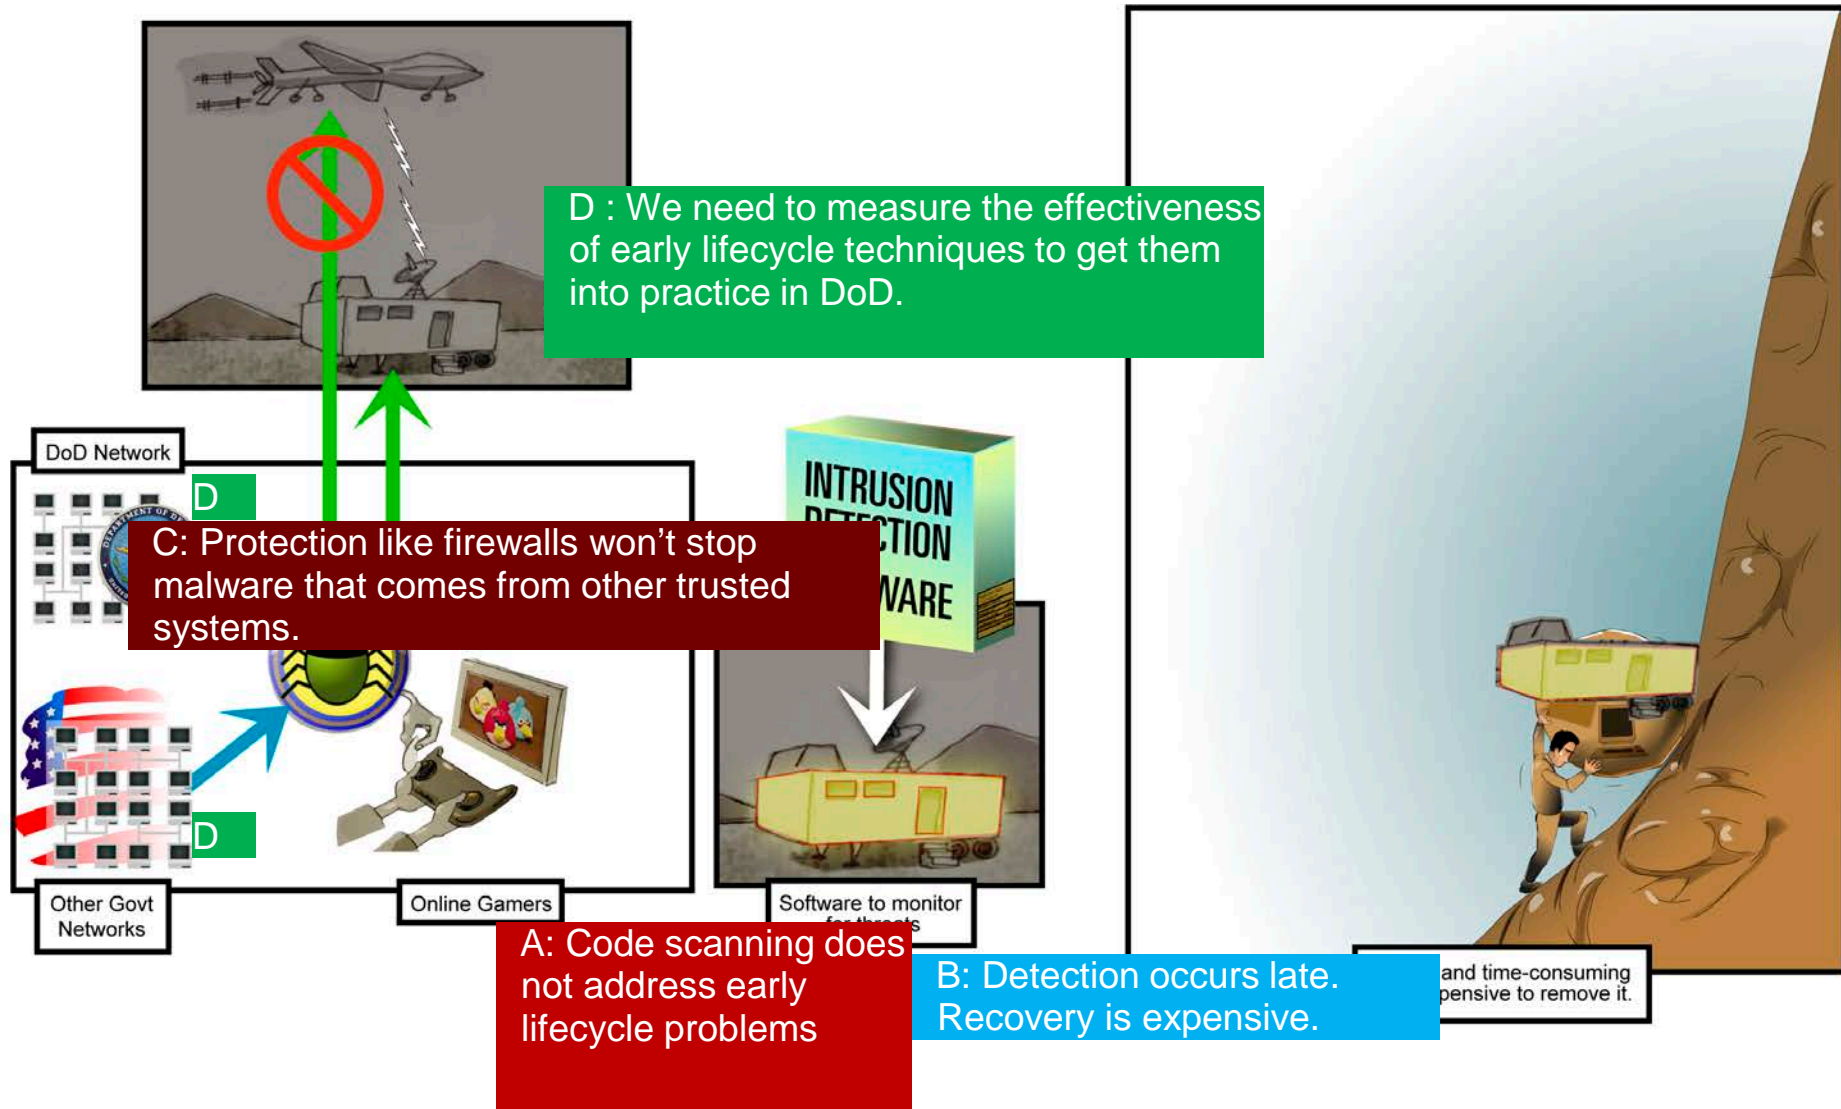 D : We need to measure the effectiveness
of early lifecycle techniques to get them
into practice in DoD.
DoD Network
D
INTRUSION
DETECTION
WARE
C: Protection like firewalls won’t stop
malware that comes from other trusted
systems.
D
Other Govt
Networks
Online Gamers
Software to monitor
for threats
A: Code scanning does
not address early
lifecycle problems
B: Detection occurs late.
Recovery is expensive.
and time-consuming
pensive to remove it.